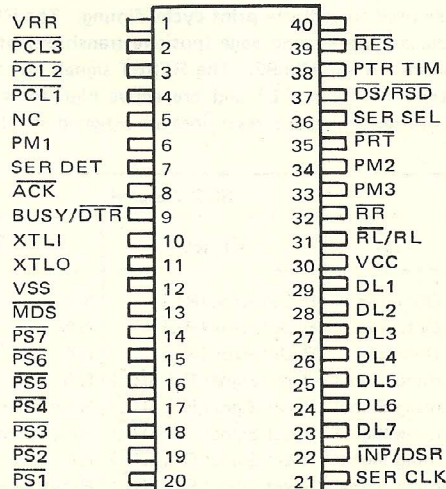 VRR 40
PCL3 2 39 RES
PCL2 3 38 PTR TIM
PCL1 4 37 DS/RSD
NC 5 36 SER SEL
PM1 6 35 PRT
SER DET 7 34 PM2
ACK 8 33 PM3
BUSY/DTR 9 32 RR
XTLI 10 31 RL/RL
XTLO 11 30 VCC
VSS 12 29 DL1
MDS 13 28 DL2
PS7 14 27 DL3
PS6 15 26 DL4
PS5 16 25 DL5
PS4 17 24 DL6
PS3 18 23 DL7
PS2 19 22 INP/DSR
PS1 20 21 SER CLK